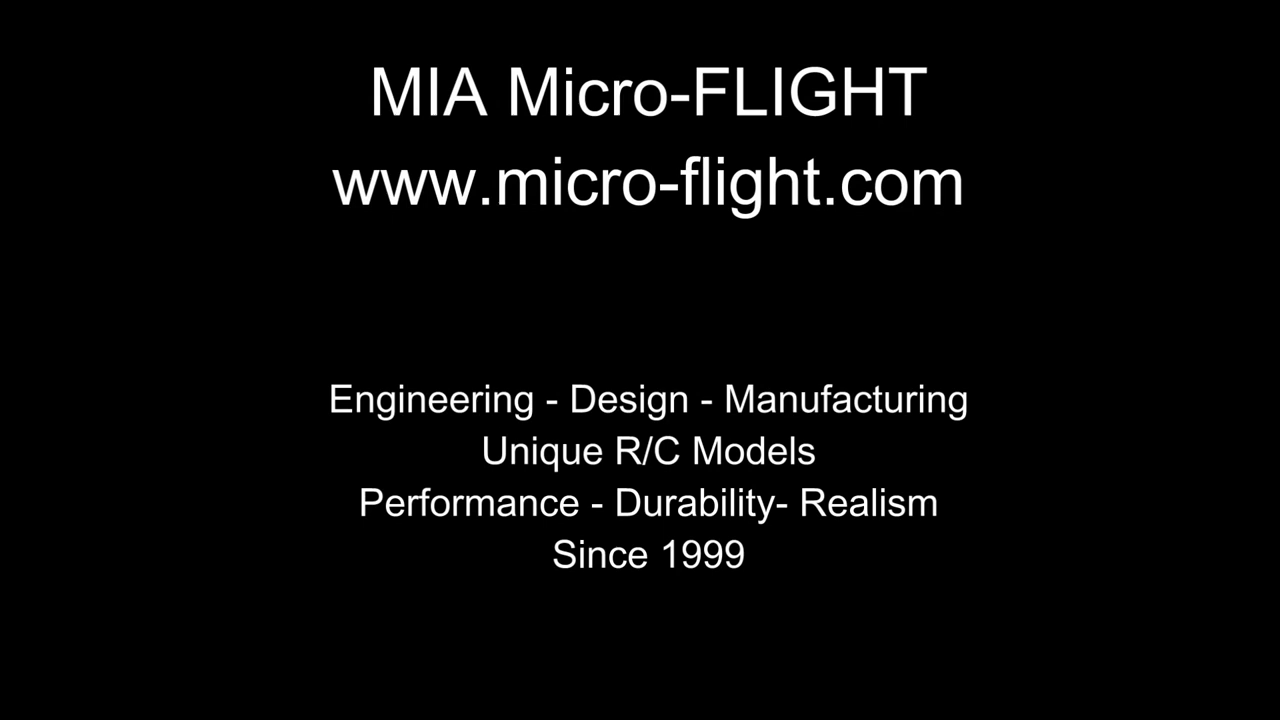 MIA Micro-FLIGHT
www.micro-flight.com
Engineering - Design - Manufacturing
Unique R/C Models
Performance - Durability- Realism
Since 1999